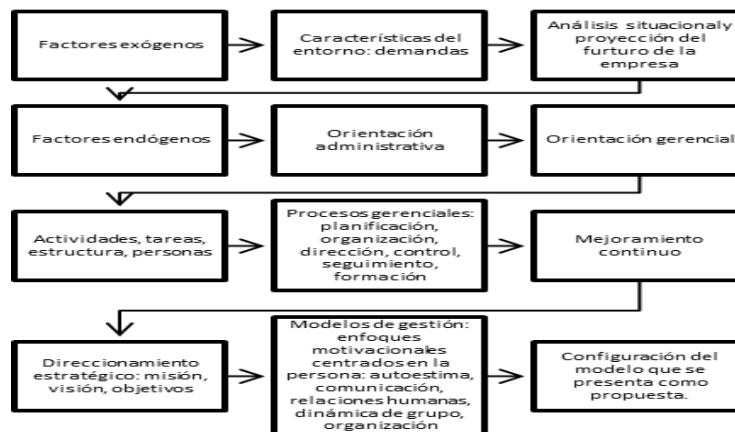 Factores exógenos
Características del
entorno: demandas
Análisis situacional y
proyección del
furturo de la
empresa
Factores endógenos
Orientación
administrativa
Orientación gerencial
Actividades, tareas,
estructura, personas
Procesos gerenciales:
planificación,
organización,
dirección, control,
seguimiento,
formación
Mejoramiento
continuo
Direccionamiento
estratégico: misión,
visión, objetivos
Modelos de gestión:
enfoques
motivacionales
centrados en la
persona: autoestima,
comunicación,
relaciones humanas,
dinámica de grupo,
organización
Configuración del
modelo que se
presenta como
propuesta.